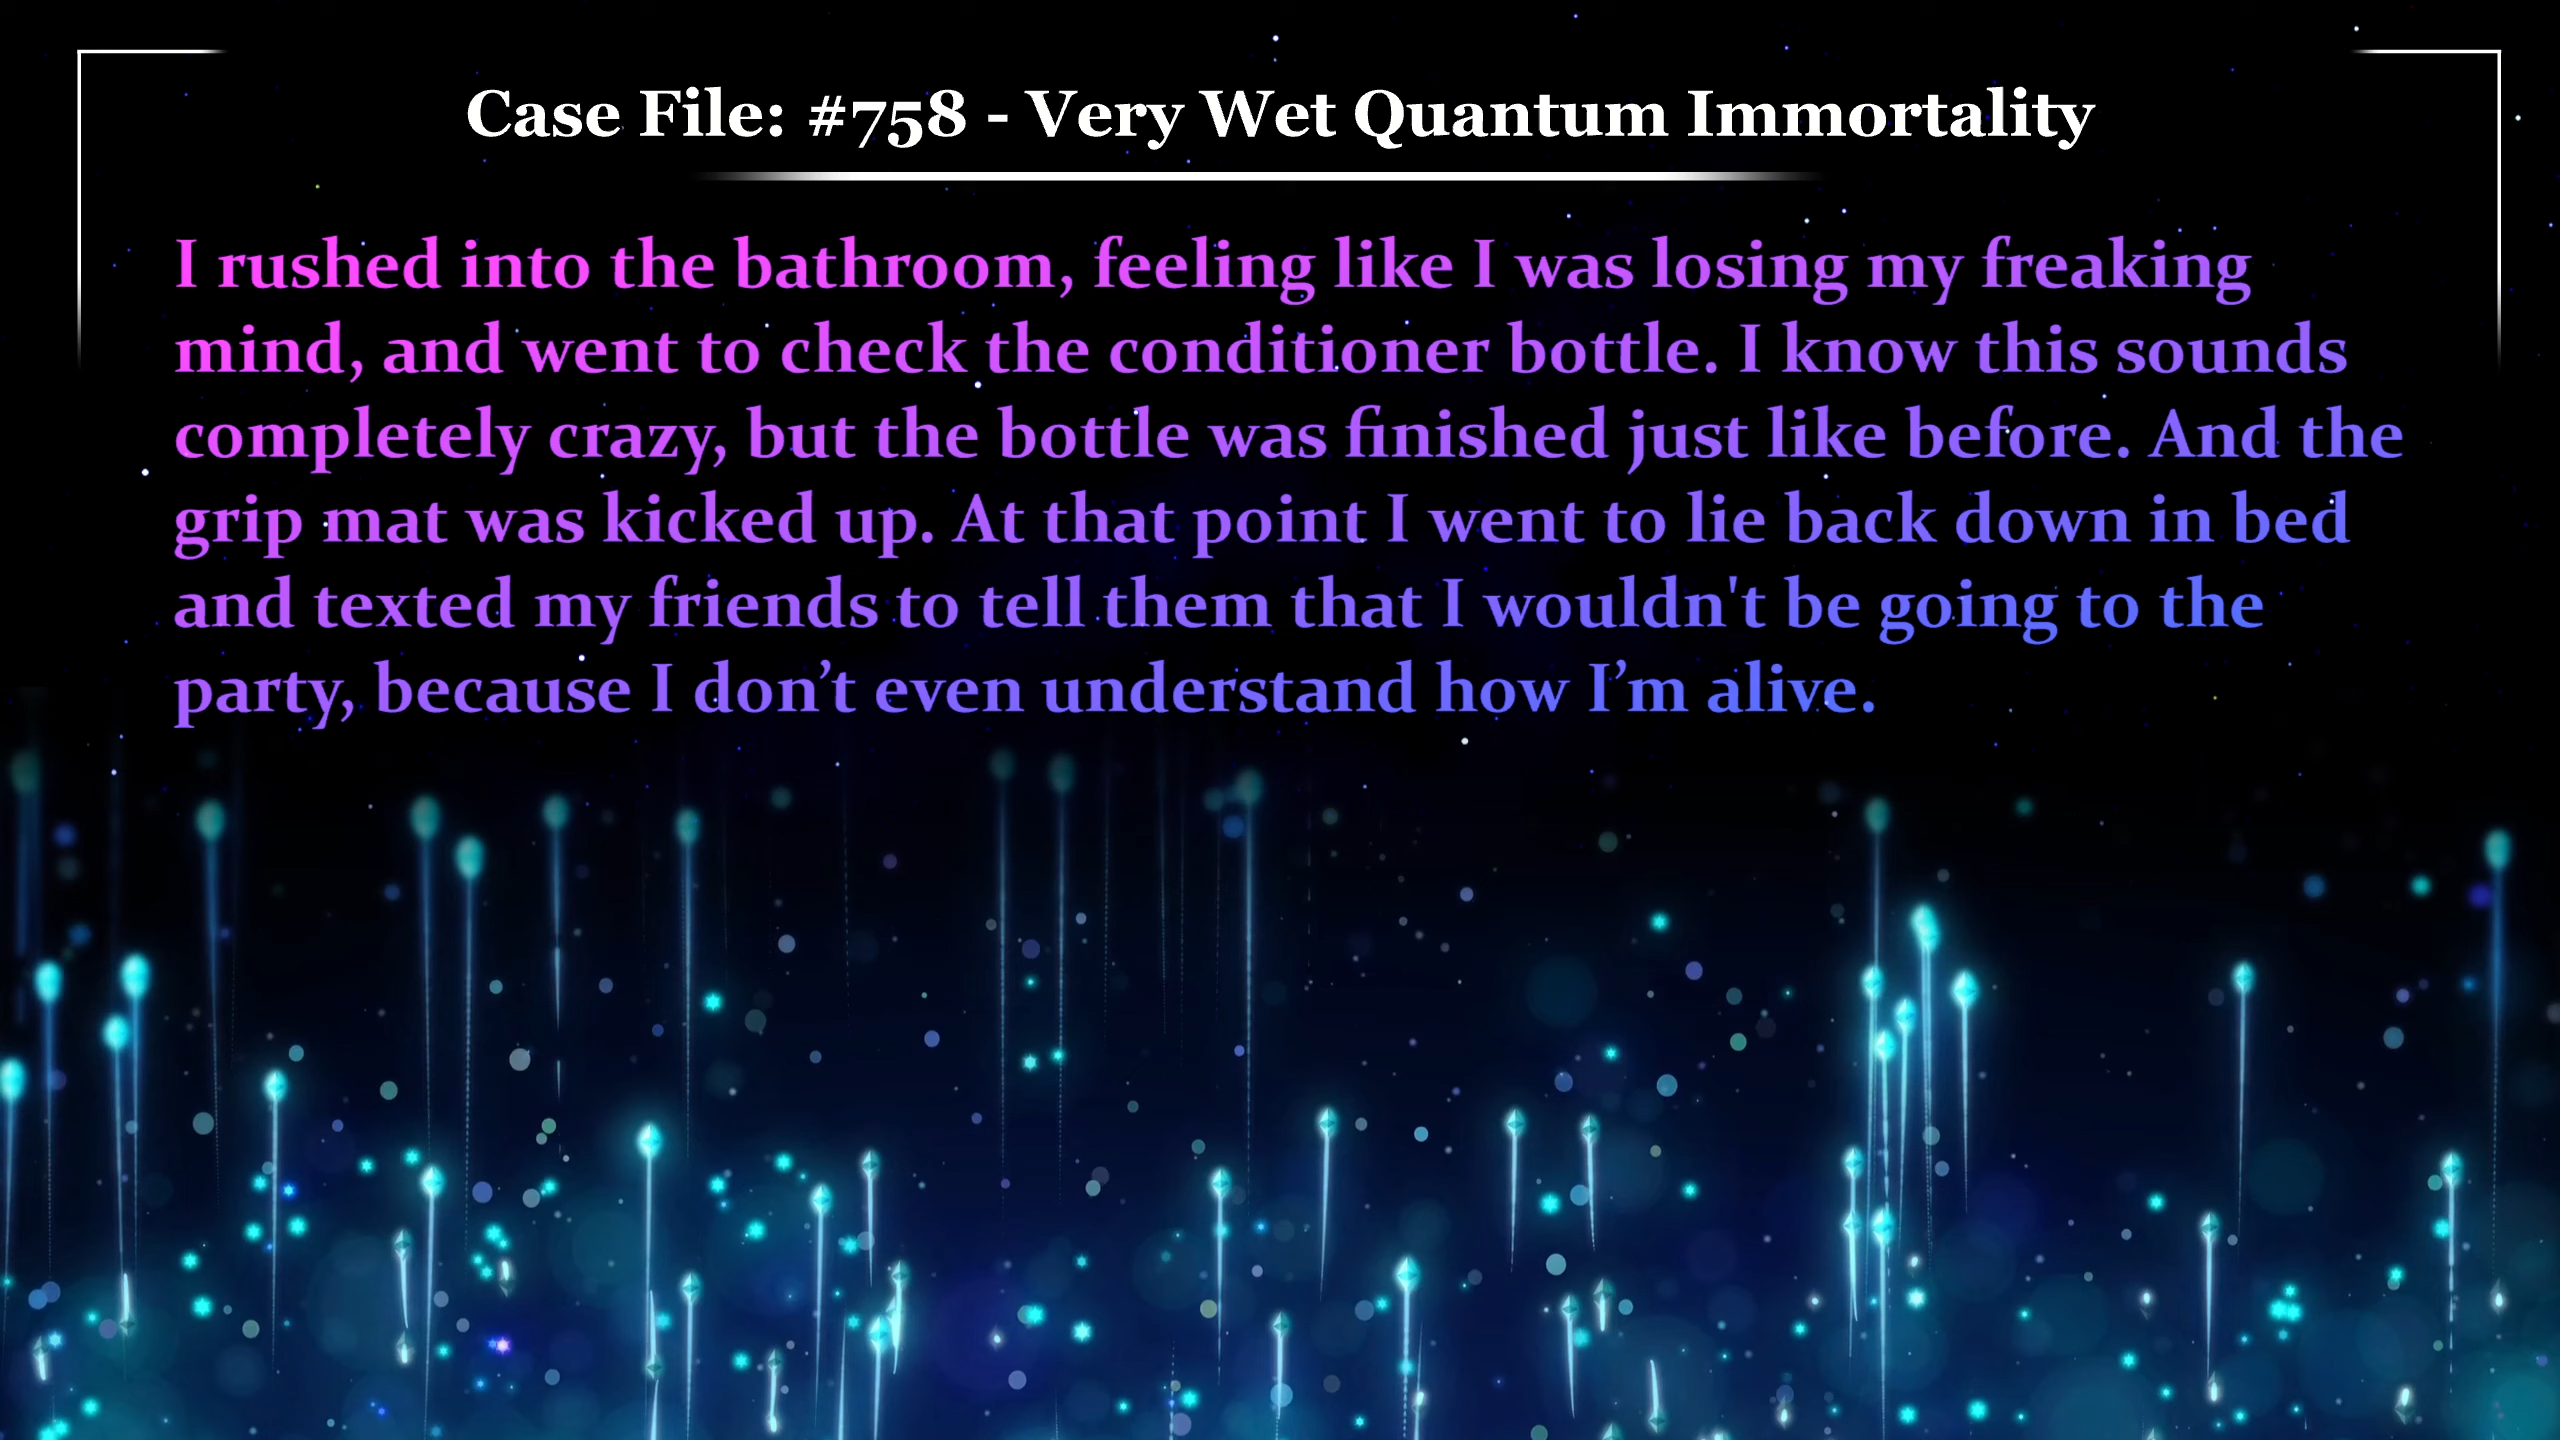 Case File: #758 - Very Wet Quantum Immortality
I rushed into the bathroom, feeling like I was losing my freaking
mind, and went to check the conditioner bottle. I know this sounds
completely crazy, but the bottle was finished just like before. And the
grip mat was kicked up. At that point I went to lie back down in bed
and texted my friends to tell them that I wouldn't be going to the
party, because I don’t even understand how I’m alive.